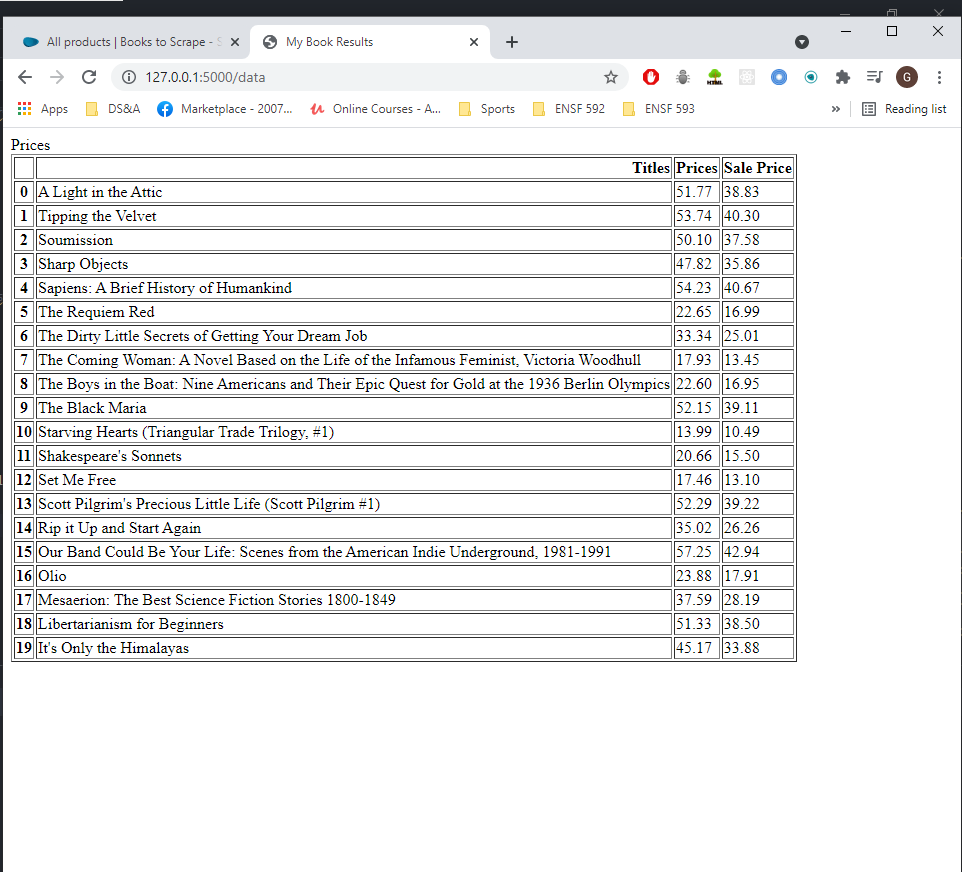 All products | Books to Scrape - S
My Book Results
127.0.0.1:5000/data
HTML
G
Apps DS&A Marketplace - 2007... Online Courses - A... Sports ENSF 592 ENSF 593 » Reading list
Prices
Titles Prices Sale Price
0 A Light in the Attic 51.77 38.83
1 Tipping the Velvet 53.74 40.30
2 Soumission 50.10 37.58
3 Sharp Objects 47.82 35.86
4 Sapiens: A Brief History of Humankind 54.23 40.67
5 The Requiem Red 22.65 16.99
6 The Dirty Little Secrets of Getting Your Dream Job 33.34 25.01
7 The Coming Woman: A Novel Based on the Life of the Infamous Feminist, Victoria Woodhull 17.93 13.45
8 The Boys in the Boat: Nine Americans and Their Epic Quest for Gold at the 1936 Berlin Olympics 22.60 16.95
9 The Black Maria 52.15 39.11
10 Starving Hearts (Triangular Trade Trilogy, #1) 13.99 10.49
11 Shakespeare's Sonnets 20.66 15.50
12 Set Me Free 17.46 13.10
13 Scott Pilgrim's Precious Little Life (Scott Pilgrim #1) 52.29 39.22
14 Rip it Up and Start Again 35.02 26.26
15 Our Band Could Be Your Life: Scenes from the American Indie Underground, 1981-1991 57.25 42.94
16 Olio 23.88 17.91
17 Mesaerion: The Best Science Fiction Stories 1800-1849 37.59 28.19
18 Libertarianism for Beginners 51.33 38.50
19 It's Only the Himalayas 45.17 33.88